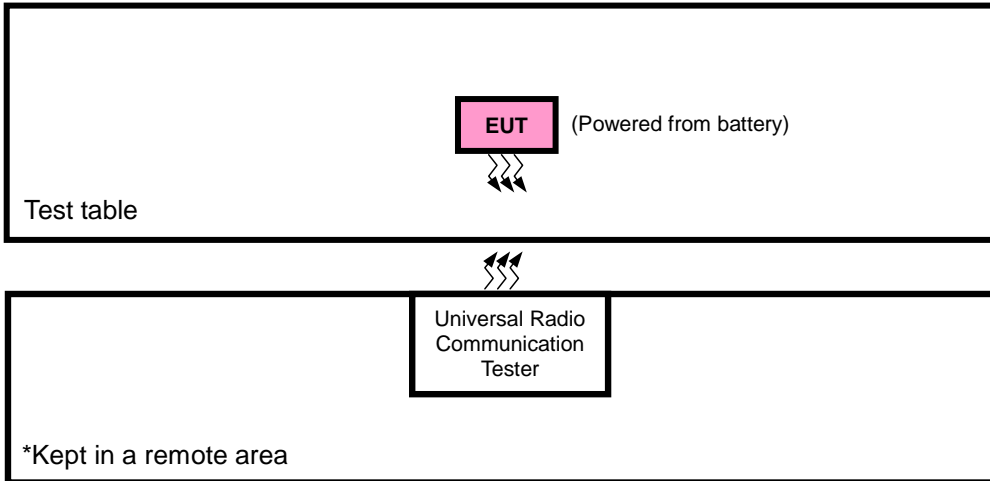 EUT
(Powered from battery)
Test table
Universal Radio
Communication
Tester
*Kept in a remote area